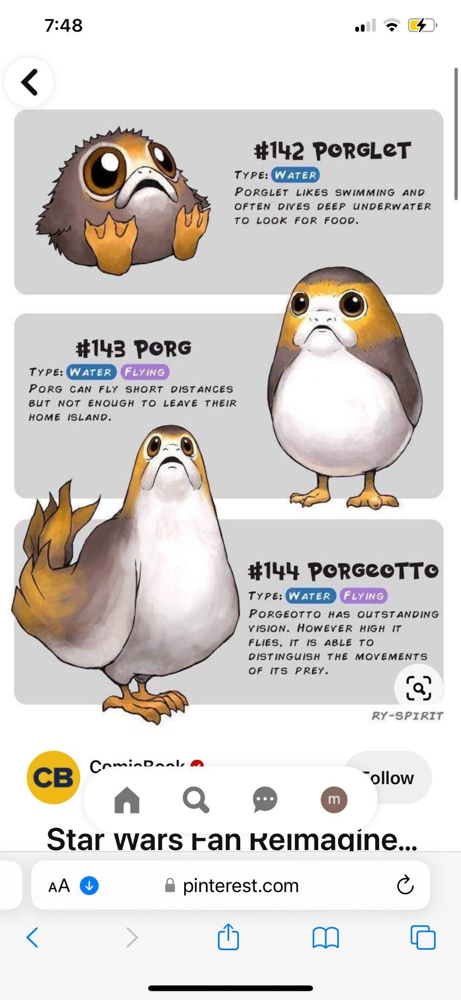 7:48
#142 PORGLET
TYPE: WATER
PORGLET LIKES SWIMMING AND
OFTEN DIVES DEEP UNDERWATER
TO LOOK FOR FOOD.
#143 PORG
TYPE: WATER FLYING
PORG CAN FLY SHORT DISTANCES
BUT NOT ENOUGH TO LEAVE THEIR
HOME ISLAND.
#144 PORGEOTTO
TYPE: WATER FLYING
PORGEOTTO HAS OUTSTANDING
VISION. HOWEVER HIGH IT
FLIES, IT IS ABLE TO
DISTINGUISH THE MOVEMENTS
OF ITS PREY.
RY-SPIRIT
CB
ComicBook
Follow
m
Star Wars Fan Reimagine...
AA
pinterest.com